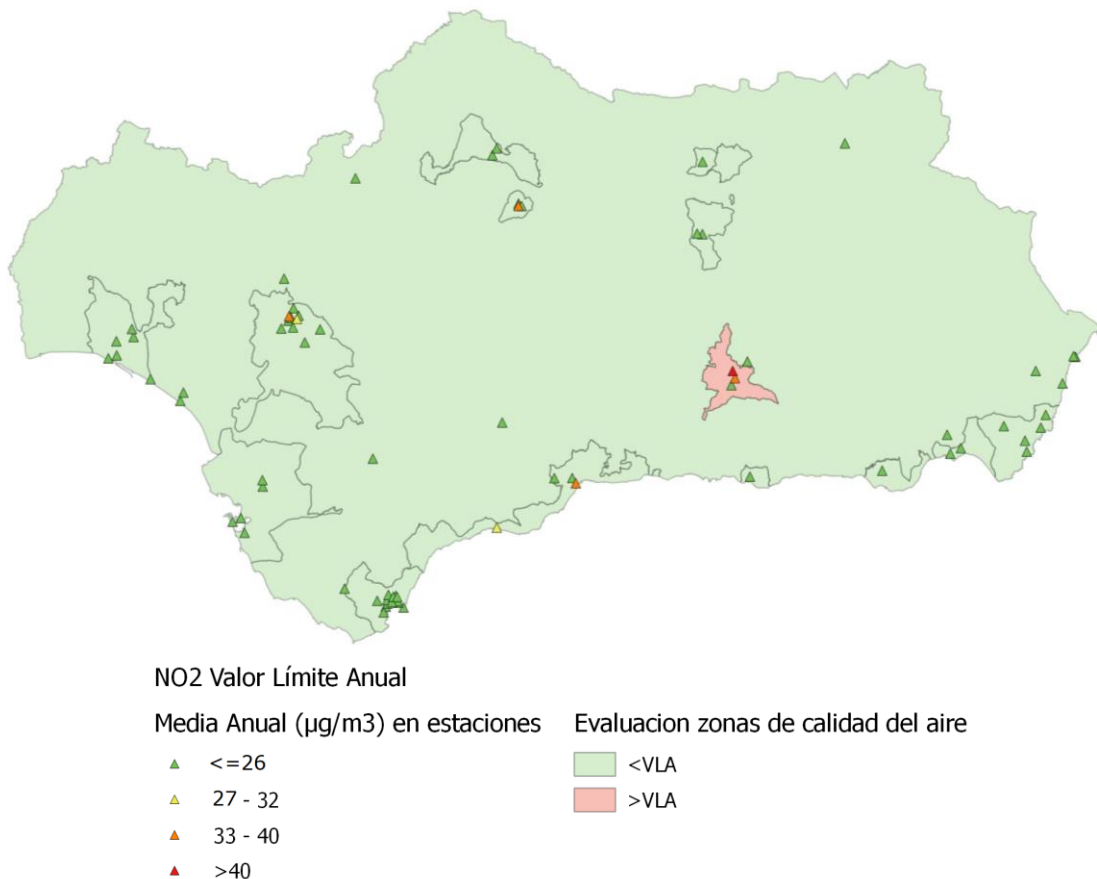 NO2 Valor Límite Anual
Media Anual (µg/m3) en estaciones
<=26
27 - 32
33 - 40
>40
Evaluacion zonas de calidad del aire
<VLA
>VLA